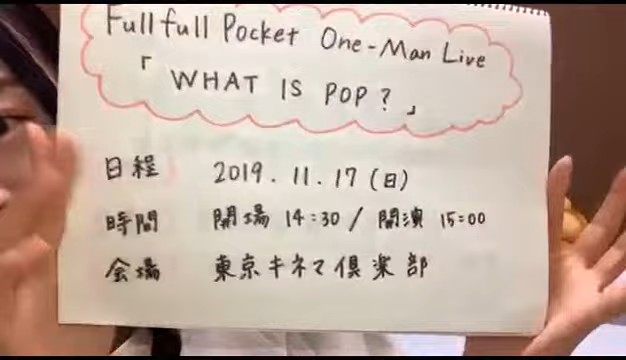 Fullfull Pocket One-Man Live
「WHAT IS POP?」
日程 2019.11.17(日)
時間 開場 14:30 / 開演 15:00
会場 東京キネマ倶楽部